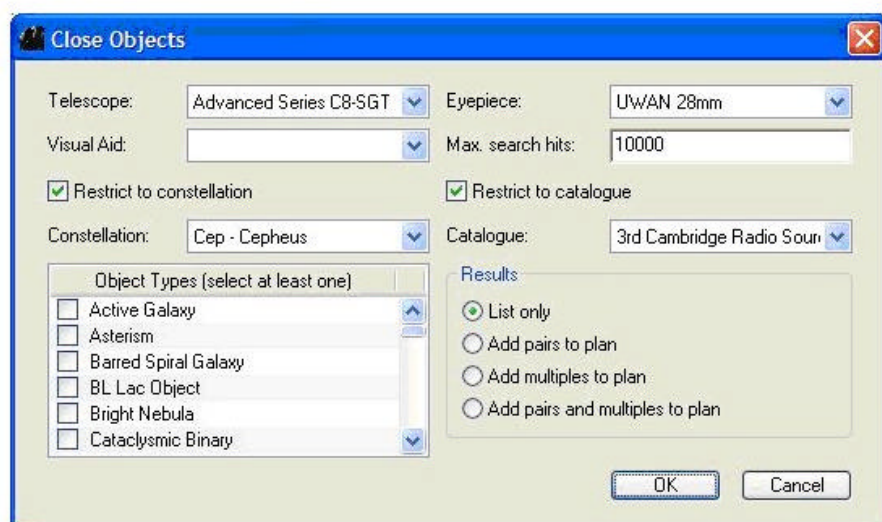 Close Objects
Telescope: Advanced Series C8-SGT Eyepiece: UWAN 28mm
Visual Aid: Max. search hits: 10000
Restrict to constellation Restrict to catalogue
Constellation: Cep - Cepheus Catalogue: 3rd Cambridge Radio Sour
Object Types (select at least one)
Active Galaxy
Asterism
Barred Spiral Galaxy
BL Lac Object
Bright Nebula
Cataclysmic Binary
Results
List only
Add pairs to plan
Add multiples to plan
Add pairs and multiples to plan
OK Cancel